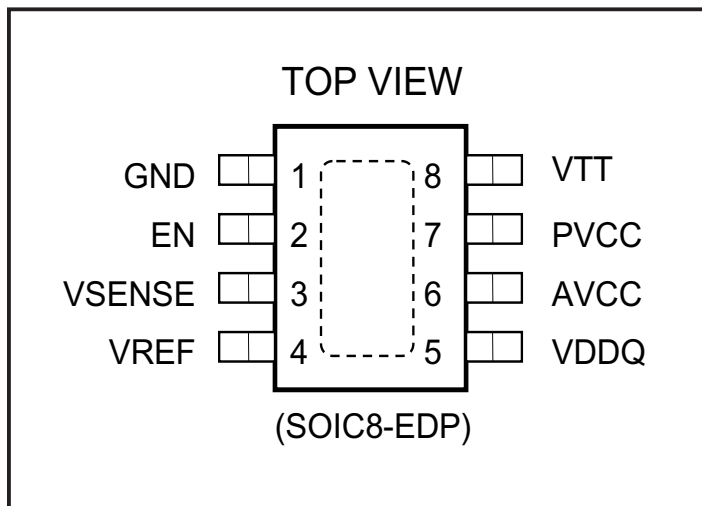 TOP VIEW
GND 1 8 VTT
EN 2 7 PVCC
VSENSE 3 6 AVCC
VREF 4 5 VDDQ
(SOIC8-EDP)